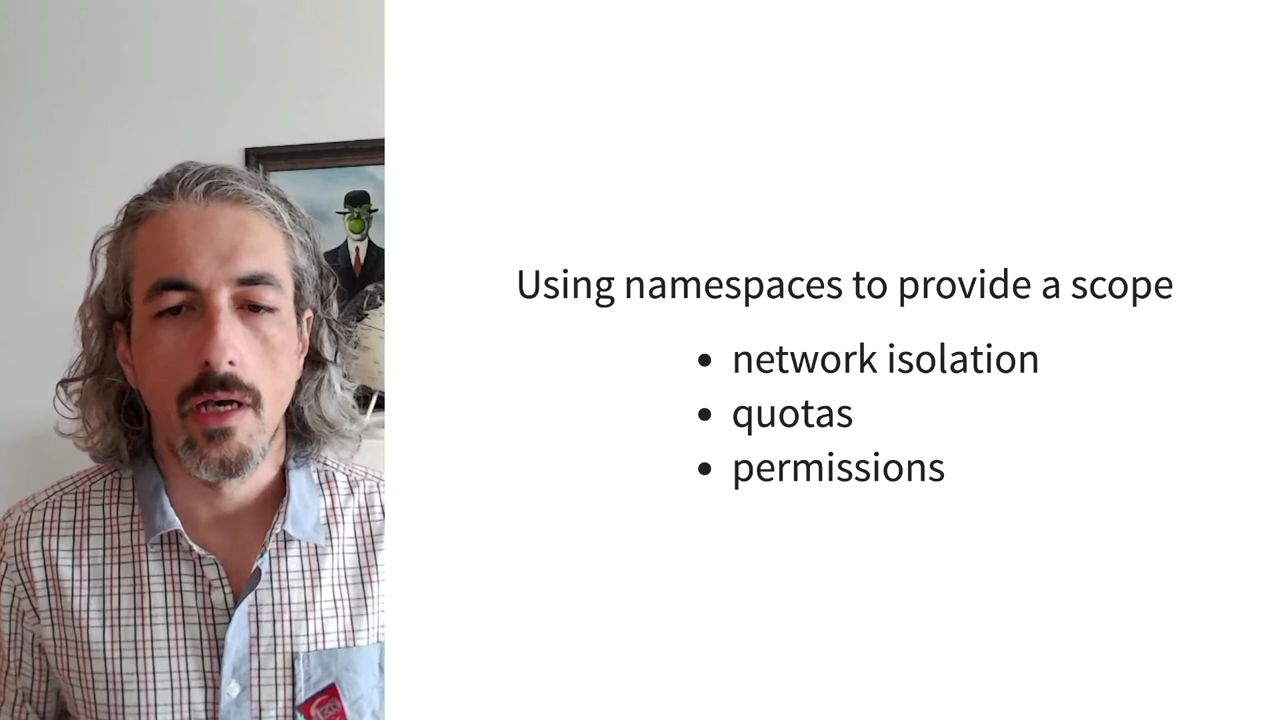 Using namespaces to provide a scope
• network isolation
• quotas
• permissions